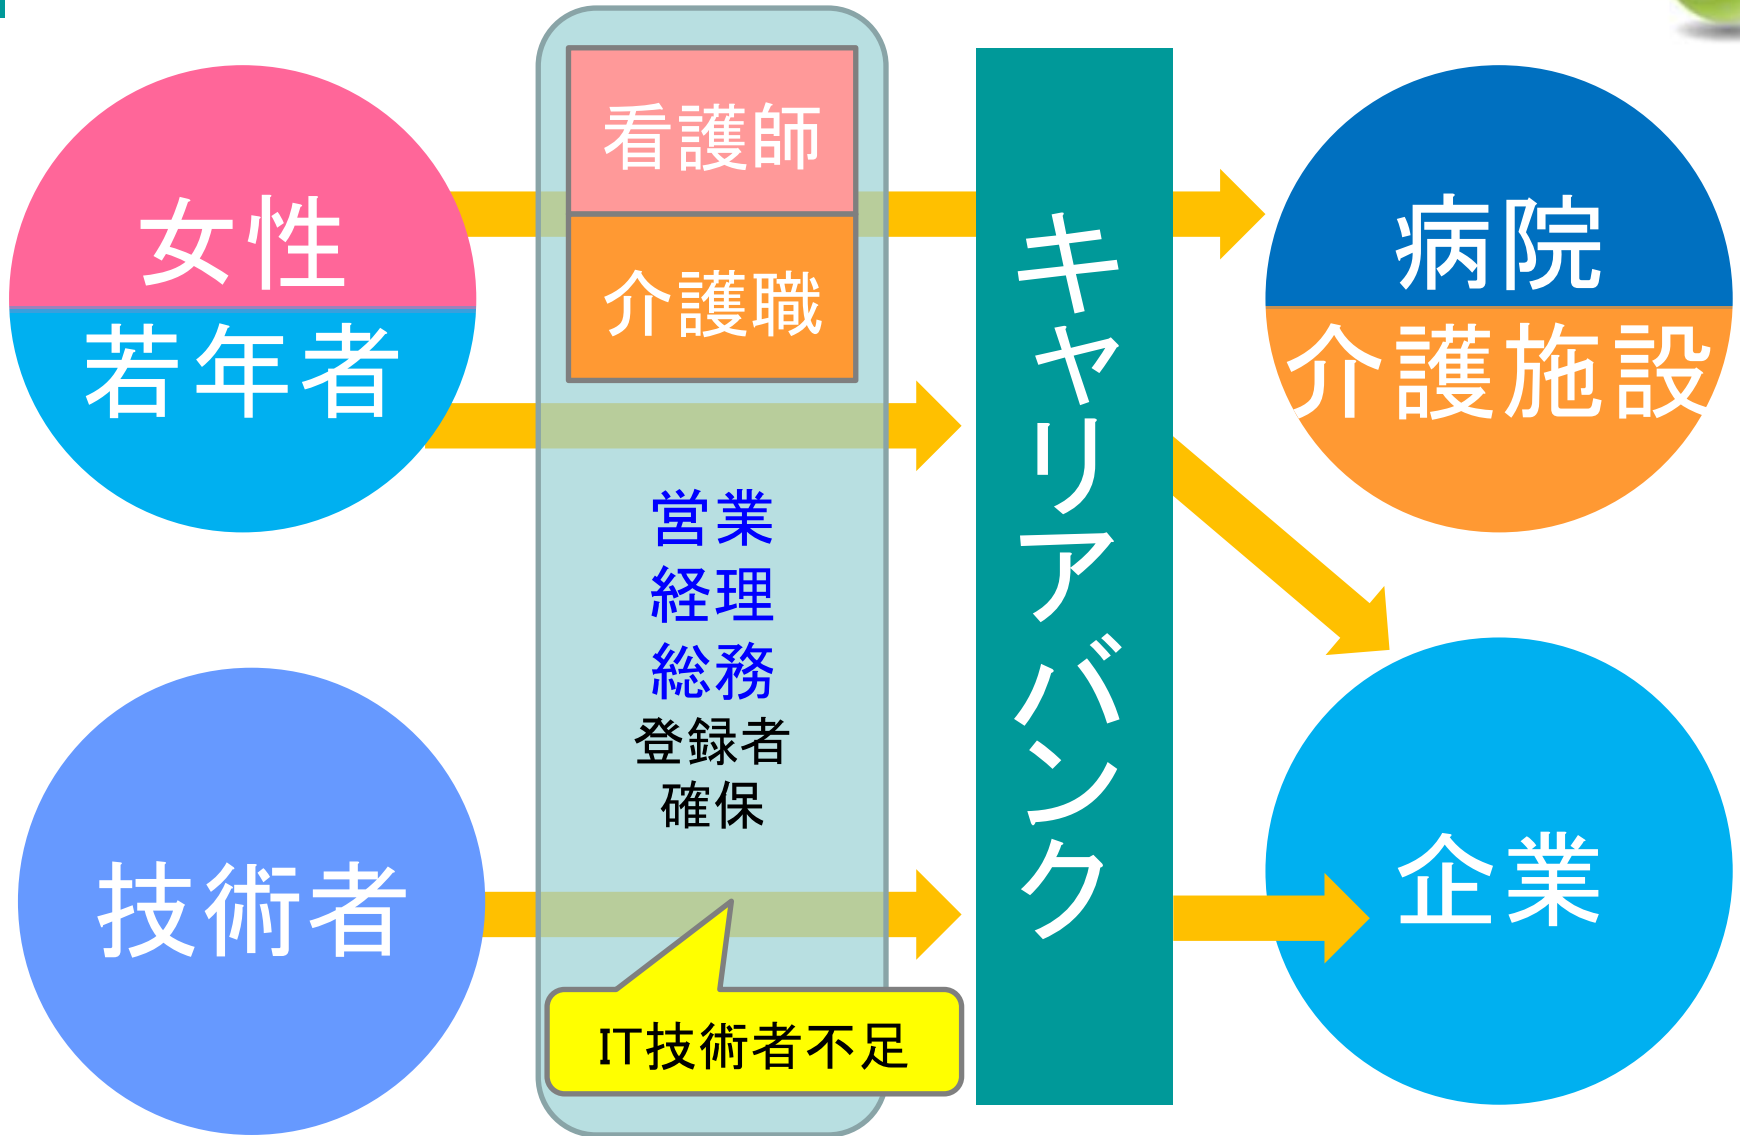 女性
若年者
技術者
看護師
介護職
営業
経理
総務
登録者
確保
IT技術者不足
キャリアバンク
病院
介護施設
企業